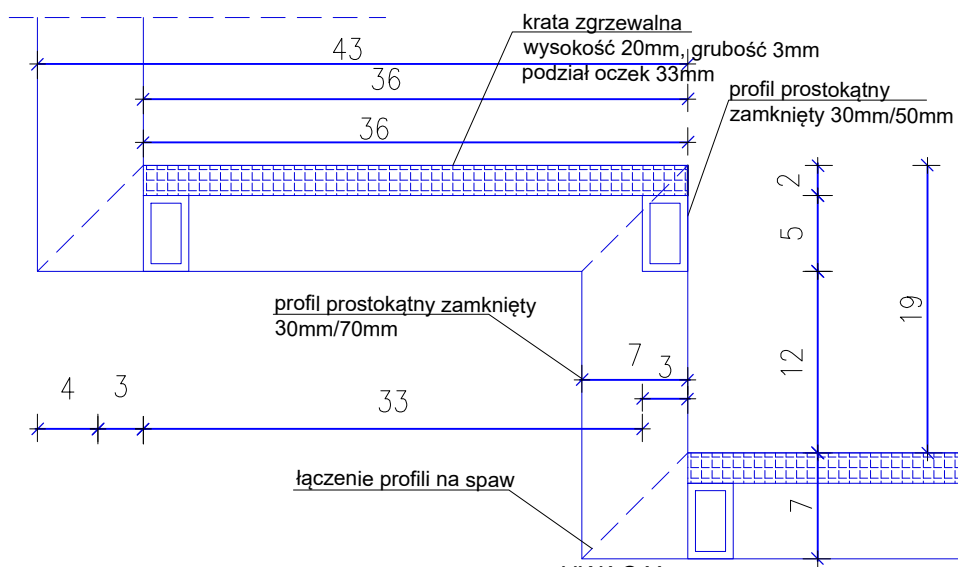 krata zgrzewalna
wysokość 20mm, grubość 3mm
podział oczek 33mm
43
36
36
profil prostokątny
zamknięty 30mm/50mm
2
5
12
19
7
profil prostokątny zamknięty
30mm/70mm
7
3
4
3
33
łączenie profili na spaw